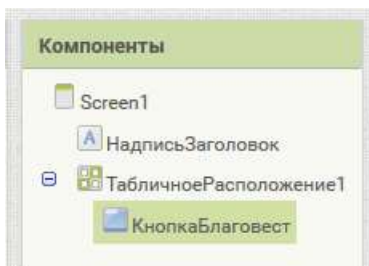 Компоненты
Screen1
A НадписьЗаголовок
ТабличноеРасположение1
КнопкаБлаговест